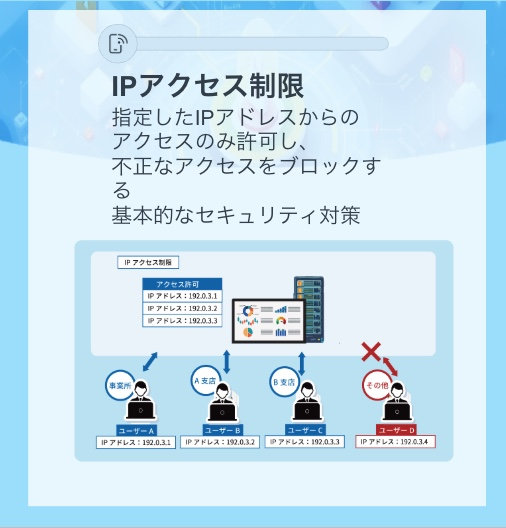 IPアクセス制限
指定したIPアドレスからの
アクセスのみ許可し、
不正なアクセスをブロックす
る
基本的なセキュリティ対策
IP アクセス制限
アクセス許可
IP アドレス：192.0.3.1
IP アドレス：192.0.3.2
IP アドレス：192.0.3.3
事業所
A 支店
B 支店
その他
ユーザー A
ユーザー B
ユーザー C
ユーザー D
IP アドレス：192.0.3.1
IP アドレス：192.0.3.2
IP アドレス：192.0.3.3
IP アドレス：192.0.3.4